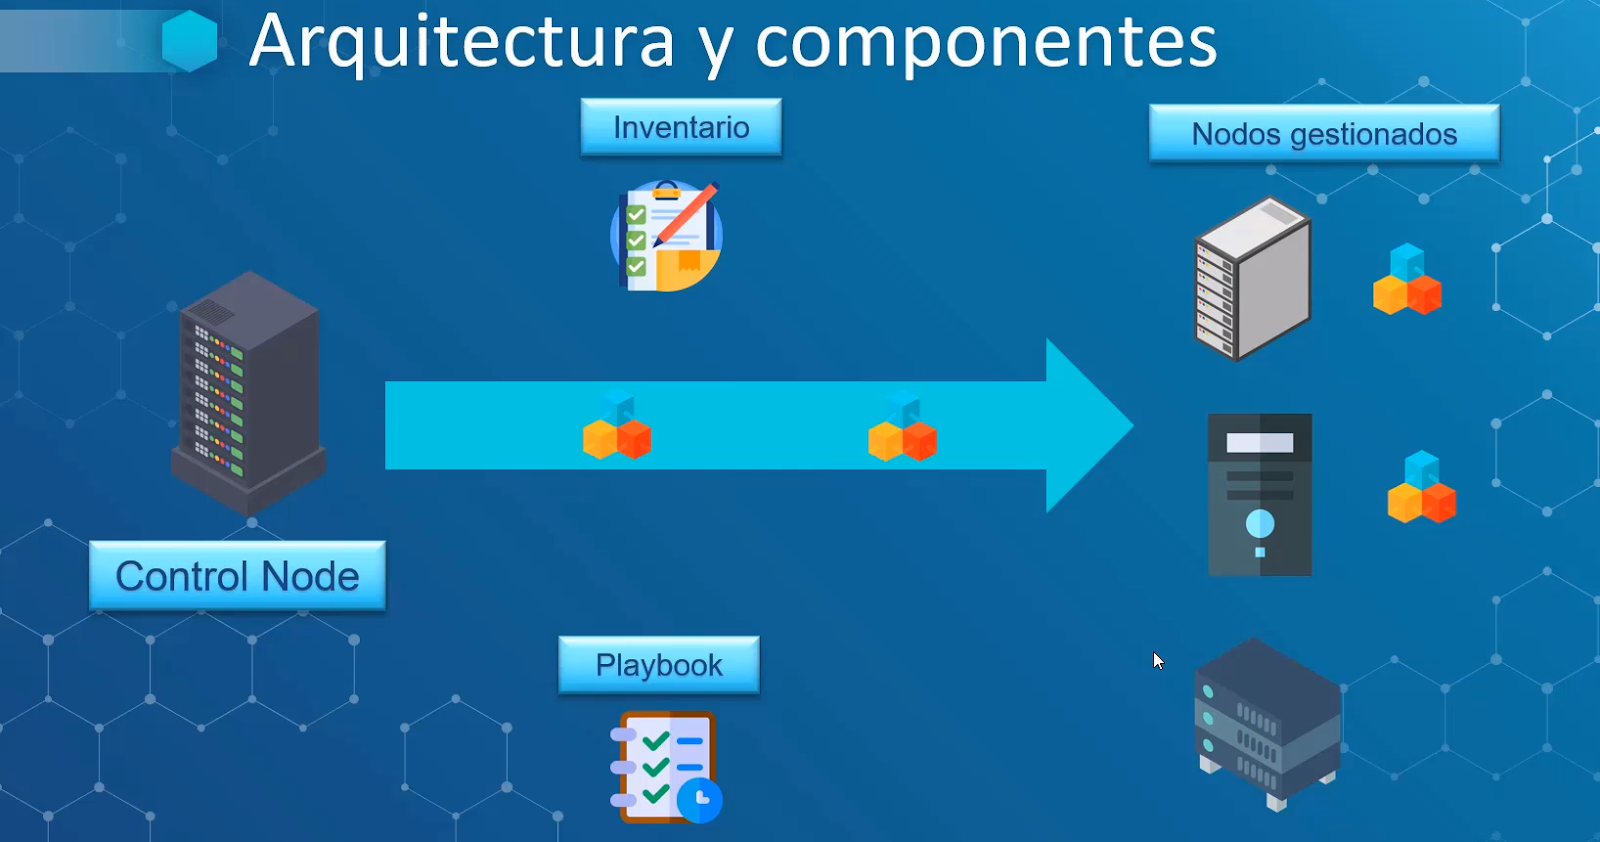 Arquitectura y componentes
Inventario
Nodos gestionados
Control Node
Playbook